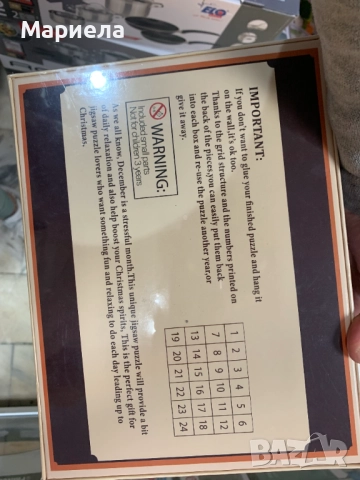 Мариела
IMPORTANT:
If you don't want to glue your finished puzzle and hang it
on the wall,it's ok too.
Thanks to the grid structure and the numbers printed on
the back of the pieces,you can easily put them back
into each box and re-use the puzzle another year,or
give it away.
1 2 3 4 5 6
7 8 9 10 11 12
13 14 15 16 17 18
19 20 21 22 23 24
WARNING:
Included small parts
Not for children 3 years
As we all know, December is a stressful month.This unique jigsaw puzzle will provide a bit
of daily relaxation and also help boost your Christmas spirits. This is the perfect gift for
jigsaw puzzle lovers who want something fun and relaxing to do each day leading up to
Christmas.
BAZAR